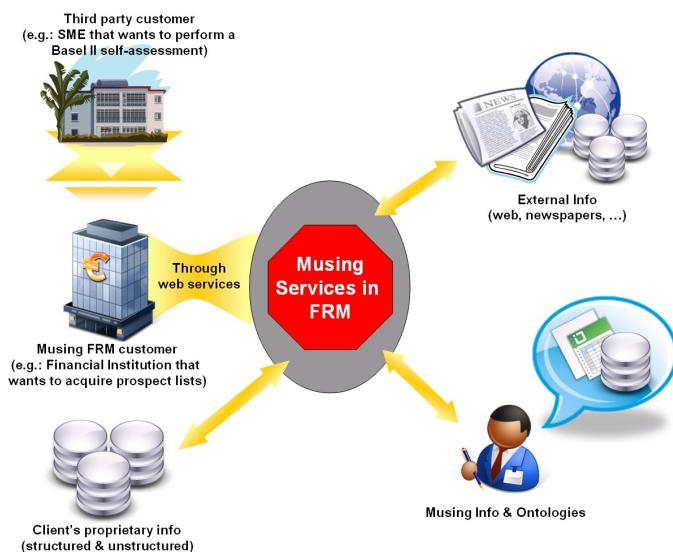 Third party customer
(e.g.: SME that wants to perform a
Basel II self-assessment)
NEWS
External Info
(web, newspapers, …)
Through
web services
Musing
Services in
FRM
Musing FRM customer
(e.g.: Financial Institution that
wants to acquire prospect lists)
Musing Info & Ontologies
Client's proprietary info
(structured & unstructured)